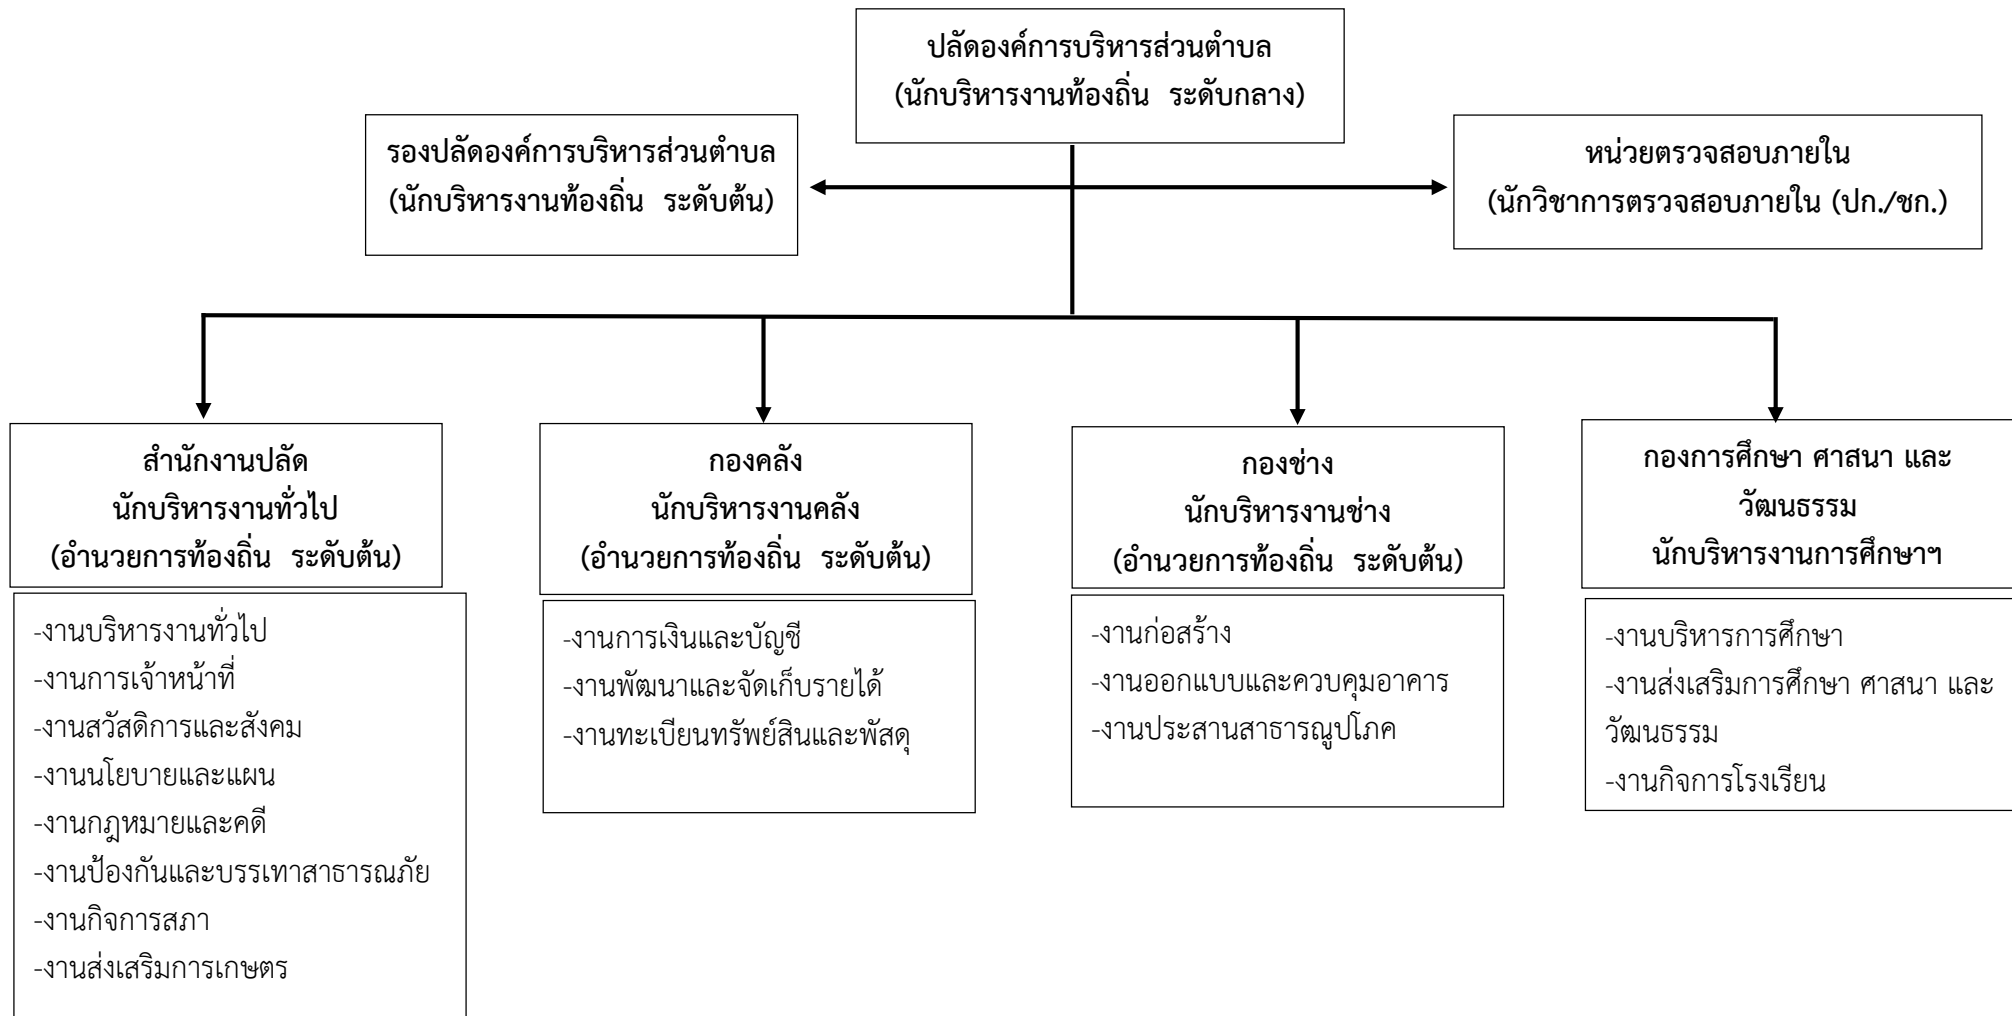 ปลัดองค์การบริหารส่วนตำบล
(นักบริหารงานท้องถิ่น ระดับกลาง)
รองปลัดองค์การบริหารส่วนตำบล
(นักบริหารงานท้องถิ่น ระดับต้น)
หน่วยตรวจสอบภายใน
(นักวิชาการตรวจสอบภายใน (ปก./ชก.)
สำนักงานปลัด
นักบริหารงานทั่วไป
(อำนวยการท้องถิ่น ระดับต้น)
-งานบริหารงานทั่วไป
-งานการเจ้าหน้าที่
-งานสวัสดิการและสังคม
-งานนโยบายและแผน
-งานกฎหมายและคดี
-งานป้องกันและบรรเทาสาธารณภัย
-งานกิจการสภา
-งานส่งเสริมการเกษตร
กองคลัง
นักบริหารงานคลัง
(อำนวยการท้องถิ่น ระดับต้น)
-งานการเงินและบัญชี
-งานพัฒนาและจัดเก็บรายได้
-งานทะเบียนทรัพย์สินและพัสดุ
กองช่าง
นักบริหารงานช่าง
(อำนวยการท้องถิ่น ระดับต้น)
-งานก่อสร้าง
-งานออกแบบและควบคุมอาคาร
-งานประสานสาธารณูปโภค
กองการศึกษา ศาสนา และ
วัฒนธรรม
นักบริหารงานการศึกษาฯ
-งานบริหารการศึกษา
-งานส่งเสริมการศึกษา ศาสนา และ
วัฒนธรรม
-งานกิจการโรงเรียน